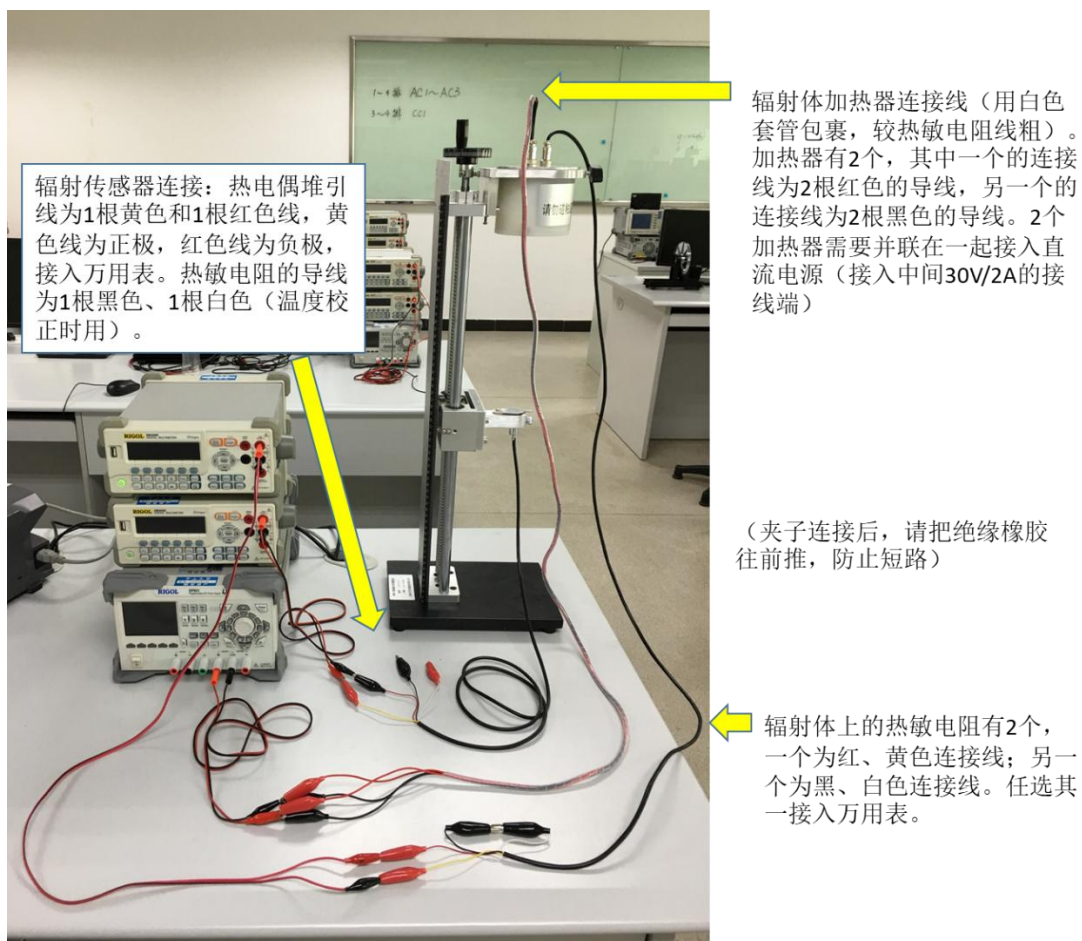 1~4排 AC1~AC3
3~4排 CC1
辐射体加热器连接线（用白色
套管包裹，较热敏电阻线粗）。
加热器有2个，其中一个的连接
线为2根红色的导线，另一个的
连接线为2根黑色的导线。2个
加热器需要并联在一起接入直
流电源（接入中间30V/2A的接
线端）
辐射传感器连接：热电偶堆引
线为1根黄色和1根红色线，黄
色线为正极，红色线为负极，
接入万用表。热敏电阻的导线
为1根黑色、1根白色（温度校
正时用）。
请勿
RIGOL
RIGOL
RIGOL
（夹子连接后，请把绝缘橡胶
往前推，防止短路）
辐射体上的热敏电阻有2个，
一个为红、黄色连接线；另一
个为黑、白色连接线。任选其
一接入万用表。